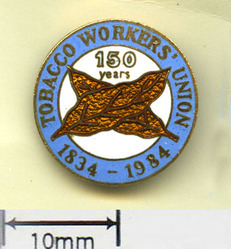 TOBACCO WORKERS' UNION
150
years
1834 - 1984
10mm